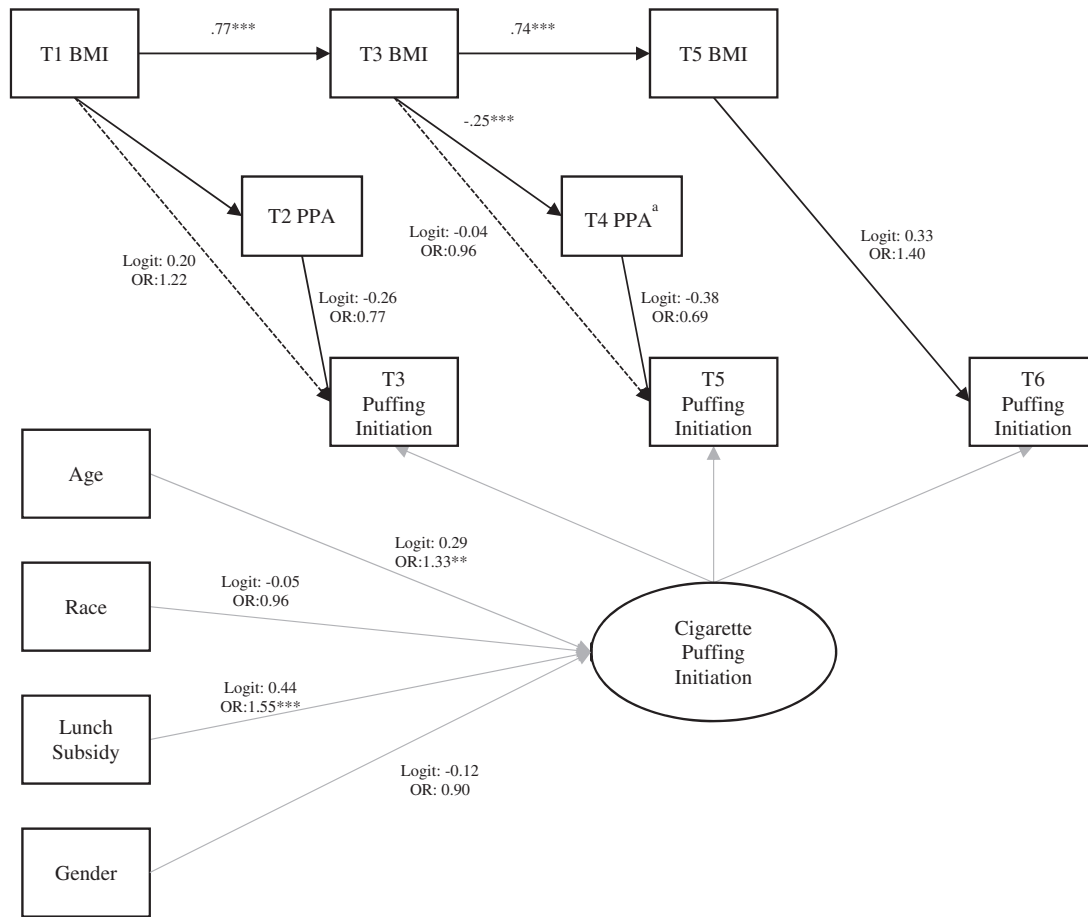 .77***
.74***
T1 BMI
T3 BMI
T5 BMI
-.25***
T2 PPA
T4 PPAᵃ
Logit: 0.20
OR:1.22
Logit: -0.04
OR:0.96
Logit: 0.33
OR:1.40
Logit: -0.26
OR:0.77
Logit: -0.38
OR:0.69
T3
Puffing
Initiation
T5
Puffing
Initiation
T6
Puffing
Initiation
Age
Logit: 0.29
OR:1.33**
Race
Logit: -0.05
OR:0.96
Cigarette
Puffing
Initiation
Lunch
Subsidy
Logit: 0.44
OR:1.55***
Gender
Logit: -0.12
OR: 0.90